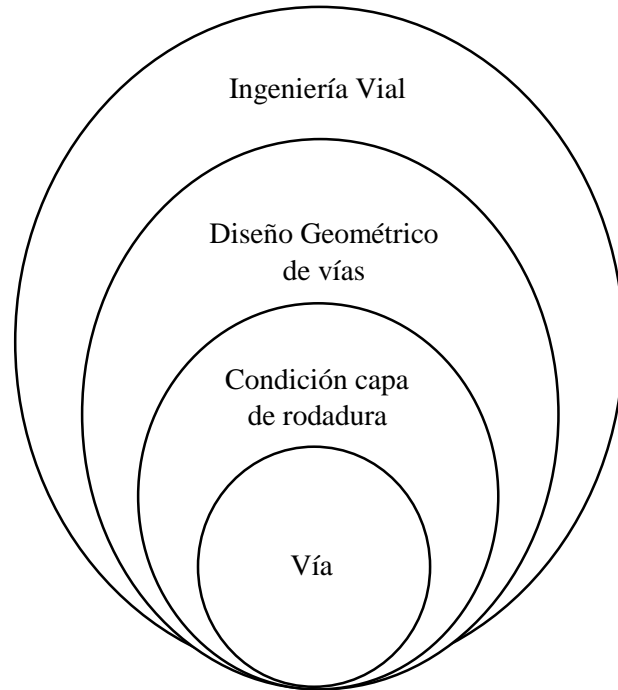 Ingeniería Vial
Diseño Geométrico
de vías
Condición capa
de rodadura
Vía